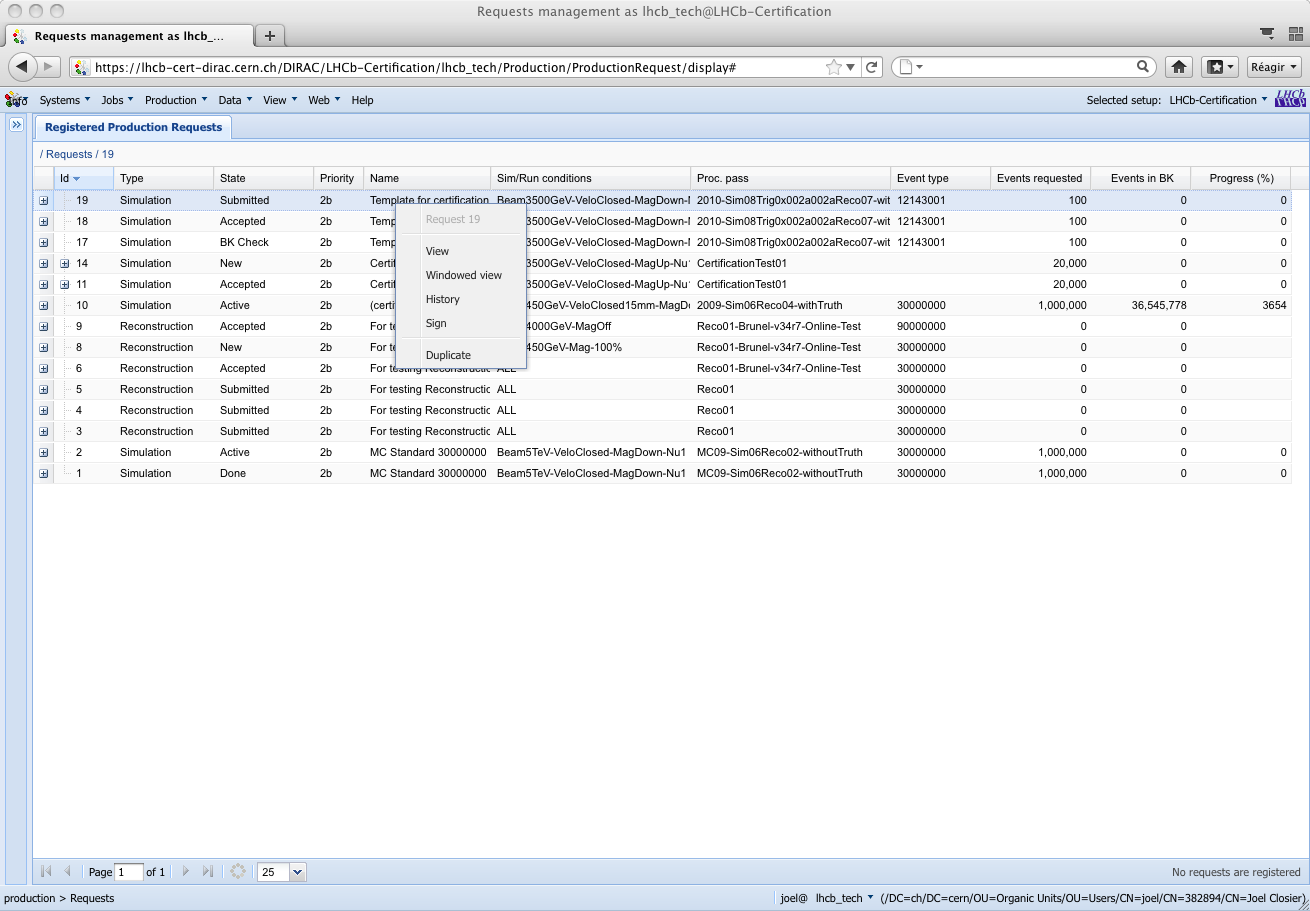 Requests management as lhcb_tech@LHCb-Certification
Requests management as lhcb_...
https://lhcb-cert-dirac.cern.ch/DIRAC/LHCb-Certification/lhcb_tech/Production/ProductionRequest/display#
Réagir
Systems Jobs Production Data View Web Help Selected setup: LHCb-Certification LHCb
Registered Production Requests
/ Requests / 19
Id Type State Priority Name Sim/Run conditions Proc. pass Event type Events requested Events in BK Progress (%)
19 Simulation Submitted 2b Template for certification Beam3500GeV-VeloClosed-MagDown- 2010-Sim08Trig0x002a002aReco07-wit 12143001 100 0 0
18 Simulation Accepted 2b Temp 3500GeV-VeloClosed-MagDown- 2010-Sim08Trig0x002a002aReco07-wit 12143001 100 0 0
17 Simulation BK Check 2b Temp 3500GeV-VeloClosed-MagDown- 2010-Sim08Trig0x002a002aReco07-wit 12143001 100 0 0
14 Simulation New 2b Certif 3500GeV-VeloClosed-MagUp-Nu CertificationTest01 20,000 0 0
11 Simulation Accepted 2b Certif 3500GeV-VeloClosed-MagUp-Nu CertificationTest01 20,000 0 0
10 Simulation Active 2b (certi 450GeV-VeloClosed15mm-MagDo 2009-Sim06Reco04-withTruth 30000000 1,000,000 36,545,778 3654
9 Reconstruction Accepted 2b For te 4000GeV-MagOff Reco01-Brunel-v34r7-Online-Test 90000000 0 0
8 Reconstruction New 2b For te 450GeV-Mag-100% Reco01-Brunel-v34r7-Online-Test 30000000 0 0
6 Reconstruction Accepted 2b For testing Reconstructic ALL Reco01-Brunel-v34r7-Online-Test 30000000 0 0
5 Reconstruction Submitted 2b For testing Reconstructic ALL Reco01 30000000 0 0
4 Reconstruction Submitted 2b For testing Reconstructic ALL Reco01 30000000 0 0
3 Reconstruction Submitted 2b For testing Reconstructic ALL Reco01 30000000 0 0
2 Simulation Active 2b MC Standard 30000000 Beam5TeV-VeloClosed-MagDown-Nu1 MC09-Sim06Reco02-withoutTruth 30000000 1,000,000 0 0
1 Simulation Done 2b MC Standard 30000000 Beam5TeV-VeloClosed-MagDown-Nu1 MC09-Sim06Reco02-withoutTruth 30000000 1,000,000 0 0
Request 19
View
Windowed view
History
Sign
Duplicate
Page 1 of 1 25 No requests are registered
production > Requests joel@ lhcb_tech (/DC=ch/DC=cern/OU=Organic Units/OU=Users/CN=joel/CN=382894/CN=Joel Closier)